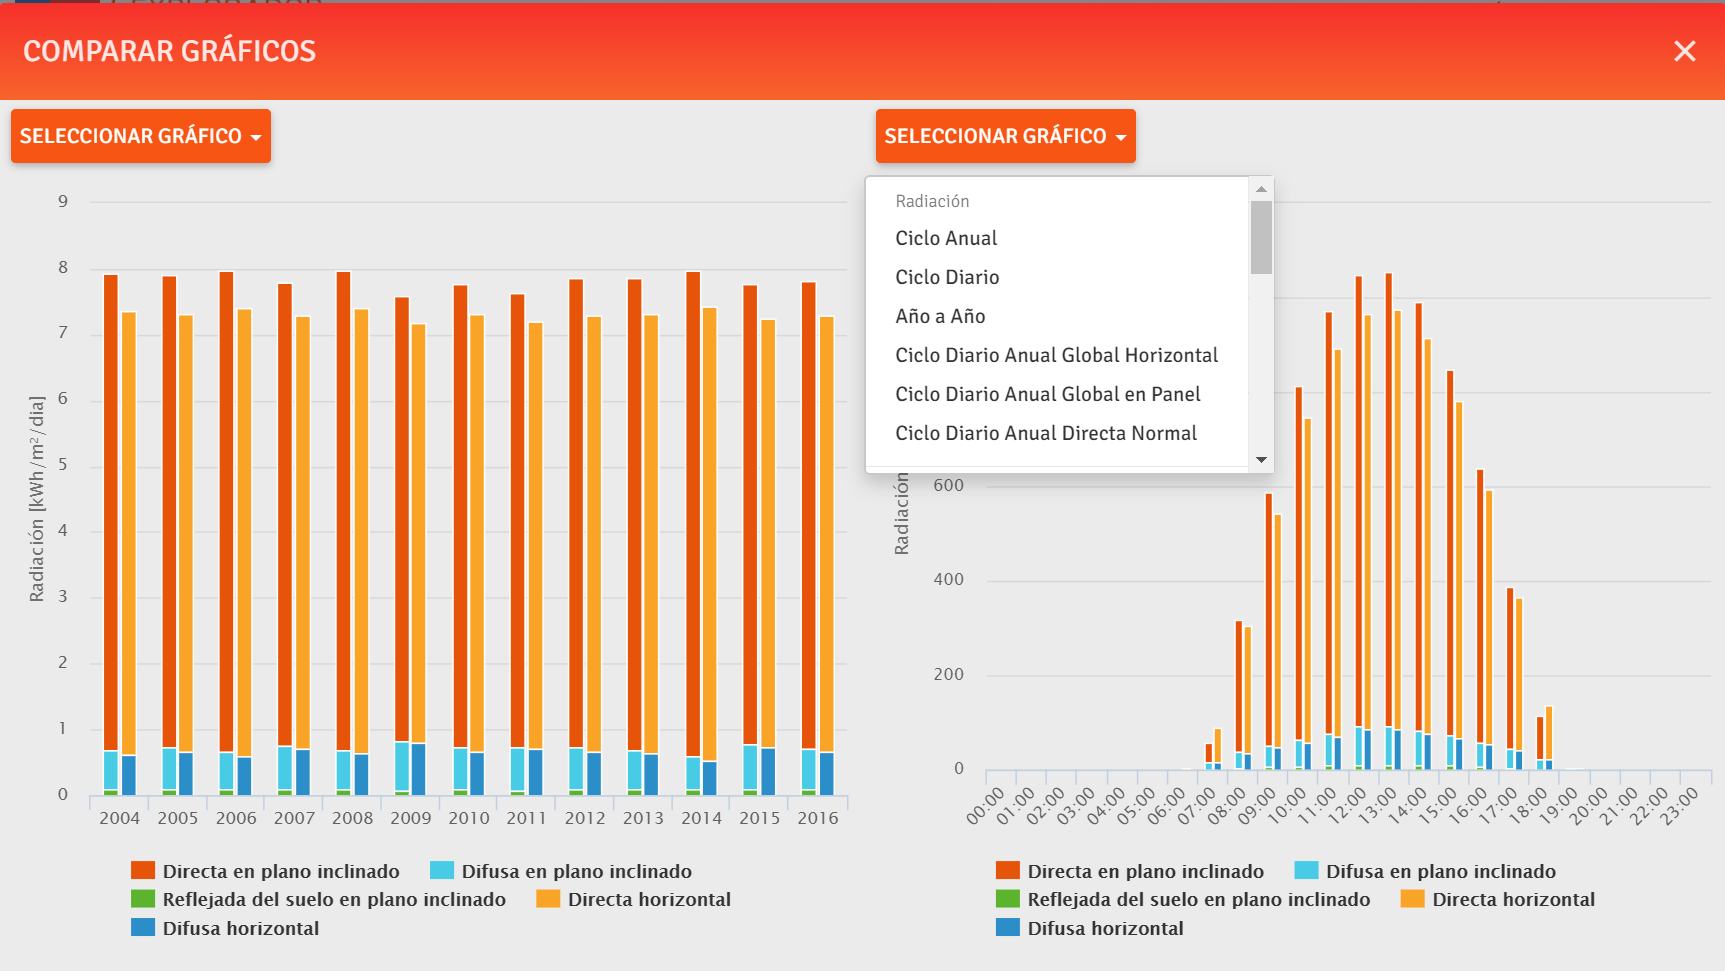 COMPARAR GRÁFICOS
SELECCIONAR GRÁFICO
SELECCIONAR GRÁFICO
Radiación
Ciclo Anual
Ciclo Diario
Año a Año
Ciclo Diario Anual Global Horizontal
Ciclo Diario Anual Global en Panel
Ciclo Diario Anual Directa Normal
Radiación [kWh/m²/dia]
9
8
7
6
5
4
3
2
1
0
2004 2005 2006 2007 2008 2009 2010 2011 2012 2013 2014 2015 2016
Directa en plano inclinado Difusa en plano inclinado
Reflejada del suelo en plano inclinado Directa horizontal
Difusa horizontal
Radiación
600
400
200
0
00:00 01:00 02:00 03:00 04:00 05:00 06:00 07:00 08:00 09:00 10:00 11:00 12:00 13:00 14:00 15:00 16:00 17:00 18:00 19:00 20:00 21:00 22:00 23:00
Directa en plano inclinado Difusa en plano inclinado
Reflejada del suelo en plano inclinado Directa horizontal
Difusa horizontal